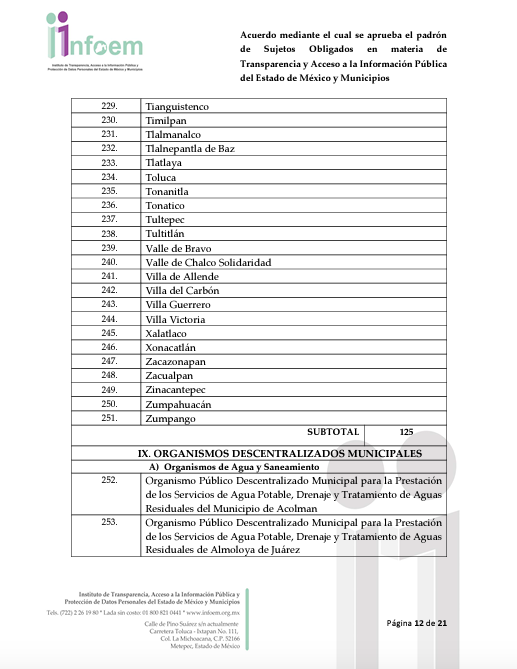 infoem
Instituto de Transparencia, Acceso a la Información Pública y
Protección de Datos Personales del Estado de México y Municipios
Acuerdo mediante el cual se aprueba el padrón
de Sujetos Obligados en materia de
Transparencia y Acceso a la Información Pública
del Estado de México y Municipios
229. Tianguistenco
230. Timilpan
231. Tlalmanalco
232. Tlalnepantla de Baz
233. Tlatlaya
234. Toluca
235. Tonanitla
236. Tonatico
237. Tultepec
238. Tultitlán
239. Valle de Bravo
240. Valle de Chalco Solidaridad
241. Villa de Allende
242. Villa del Carbón
243. Villa Guerrero
244. Villa Victoria
245. Xalatlaco
246. Xonacatlán
247. Zacazonapan
248. Zacualpan
249. Zinacantepec
250. Zumpahuacán
251. Zumpango
SUBTOTAL 125
IX. ORGANISMOS DESCENTRALIZADOS MUNICIPALES
A) Organismos de Agua y Saneamiento
252. Organismo Público Descentralizado Municipal para la Prestación
de los Servicios de Agua Potable, Drenaje y Tratamiento de Aguas
Residuales del Municipio de Acolman
253. Organismo Público Descentralizado Municipal para la Prestación
de los Servicios de Agua Potable, Drenaje y Tratamiento de Aguas
Residuales de Almoloya de Juárez
Instituto de Transparencia, Acceso a la Información Pública y
Protección de Datos Personales del Estado de México y Municipios
Tels. (722) 2 26 19 80 * Lada sin costo: 01 800 821 0441 * www.infoem.org.mx
Calle de Pino Suárez s/n actualmente
Carretera Toluca - Ixtapan No. 111,
Col. La Michoacana, C.P. 52166
Metepec, Estado de México
Página 12 de 21